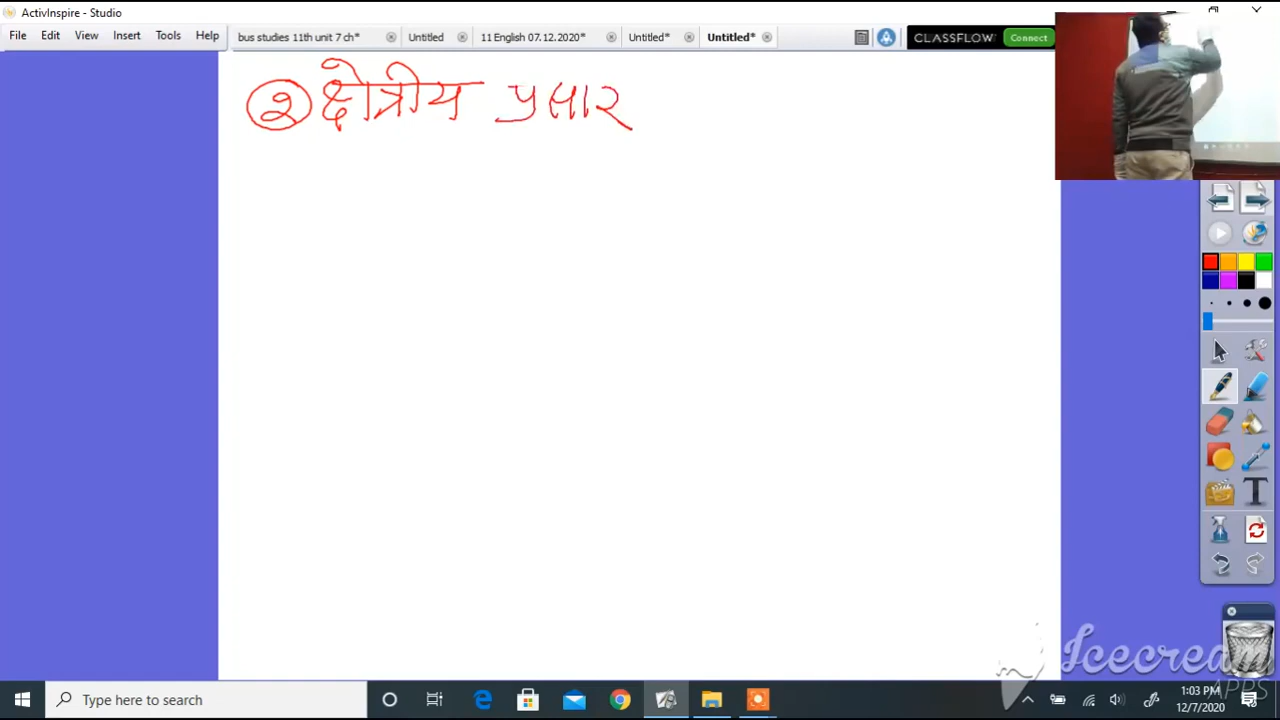 ActivInspire - Studio
File Edit View Insert Tools Help bus studies 11th unit 7 ch* Untitled 11 English 07.12.2020* Untitled* Untitled* CLASSFLOW Connect
२ क्षेत्रीय प्रसार
Icecream
APPS
Type here to search
1:03 PM
12/7/2020